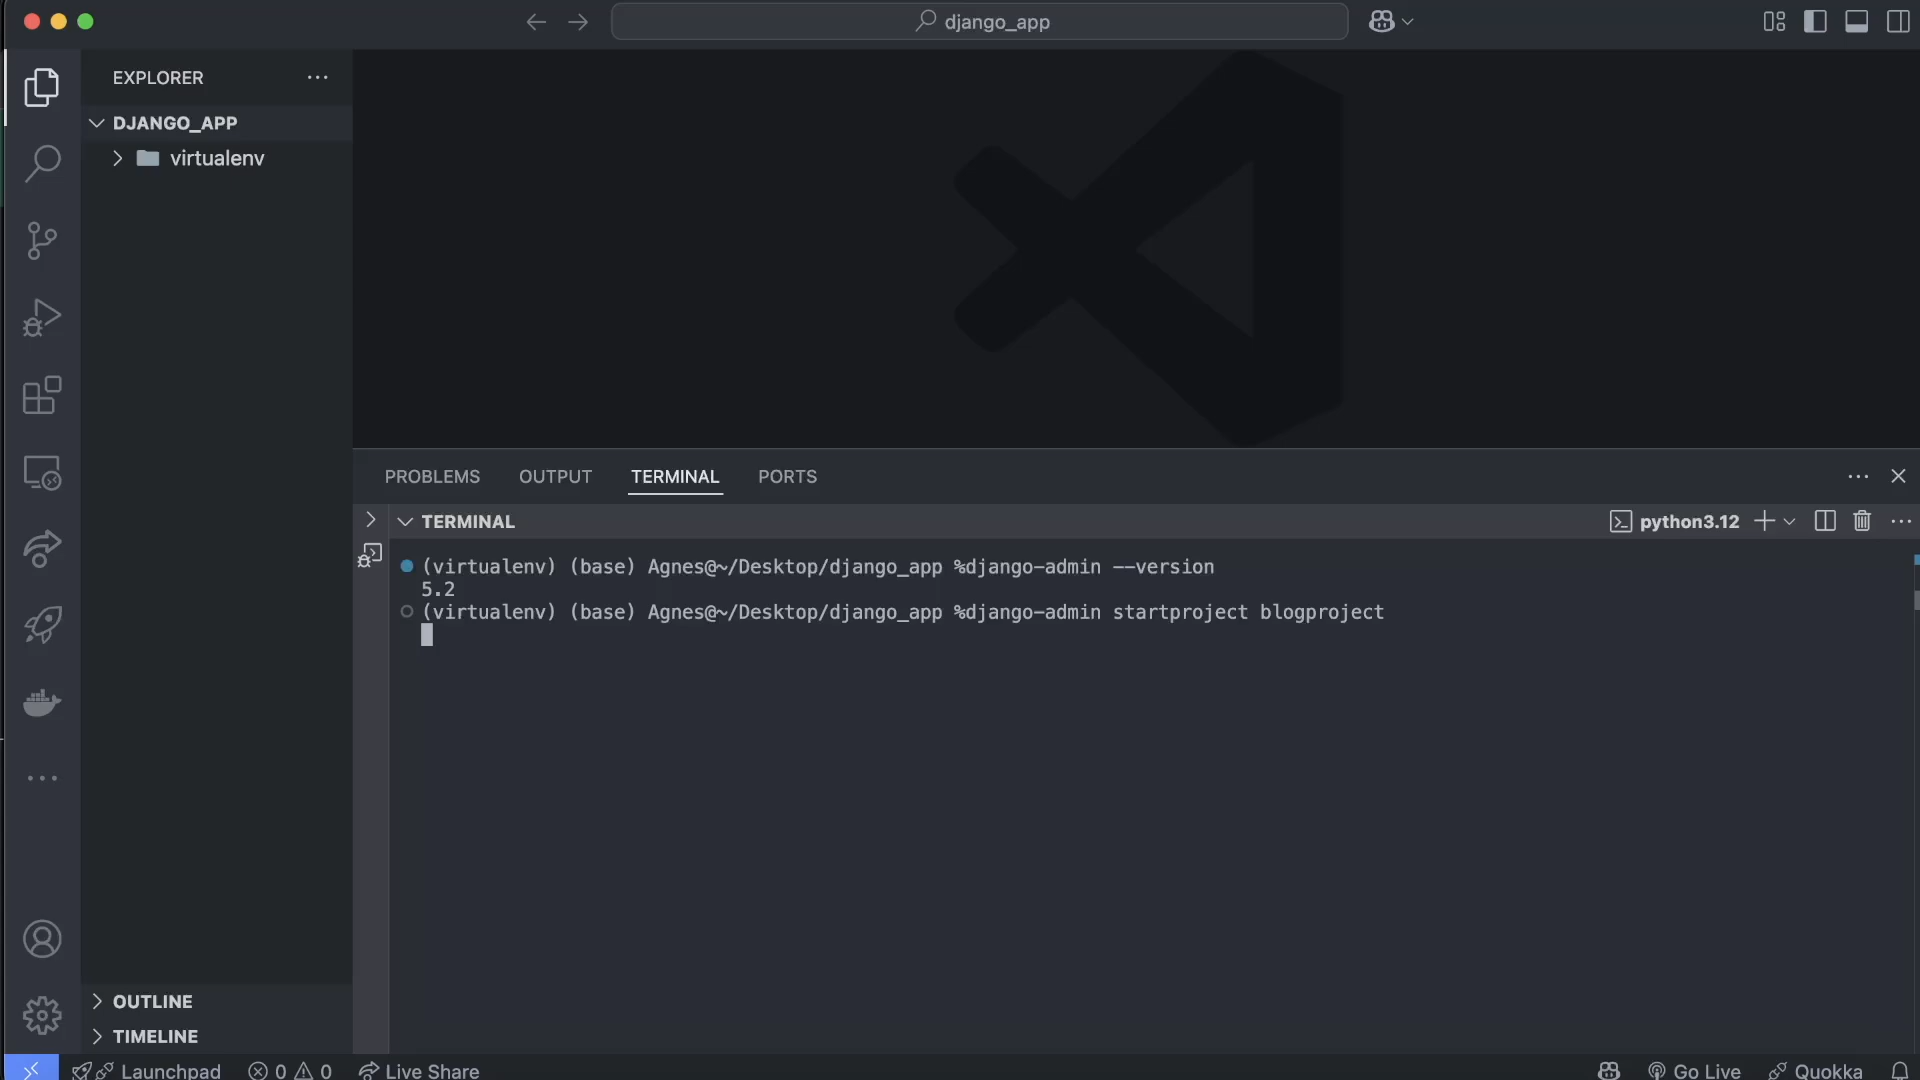 django_app
EXPLORER
DJANGO_APP
virtualenv
PROBLEMS OUTPUT TERMINAL PORTS
TERMINAL
python3.12
(virtualenv) (base) Agnes@~/Desktop/django_app %django-admin --version
5.2
(virtualenv) (base) Agnes@~/Desktop/django_app %django-admin startproject blogproject
OUTLINE
TIMELINE
Launchpad 0 0 Live Share Go Live Quokka